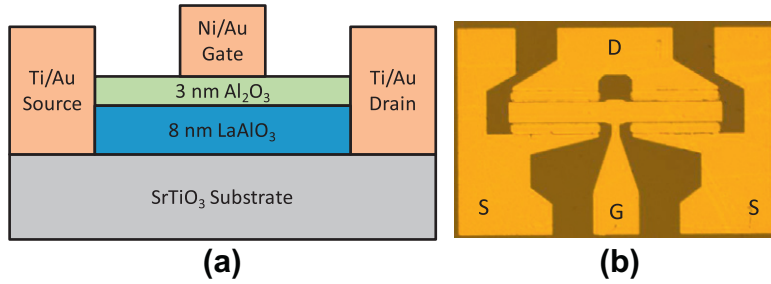 Ti/Au
Source
Ni/Au
Gate
Ti/Au
Drain
3 nm Al₂O₃
8 nm LaAlO₃
SrTiO₃ Substrate
(a)
D
S
G
S
(b)